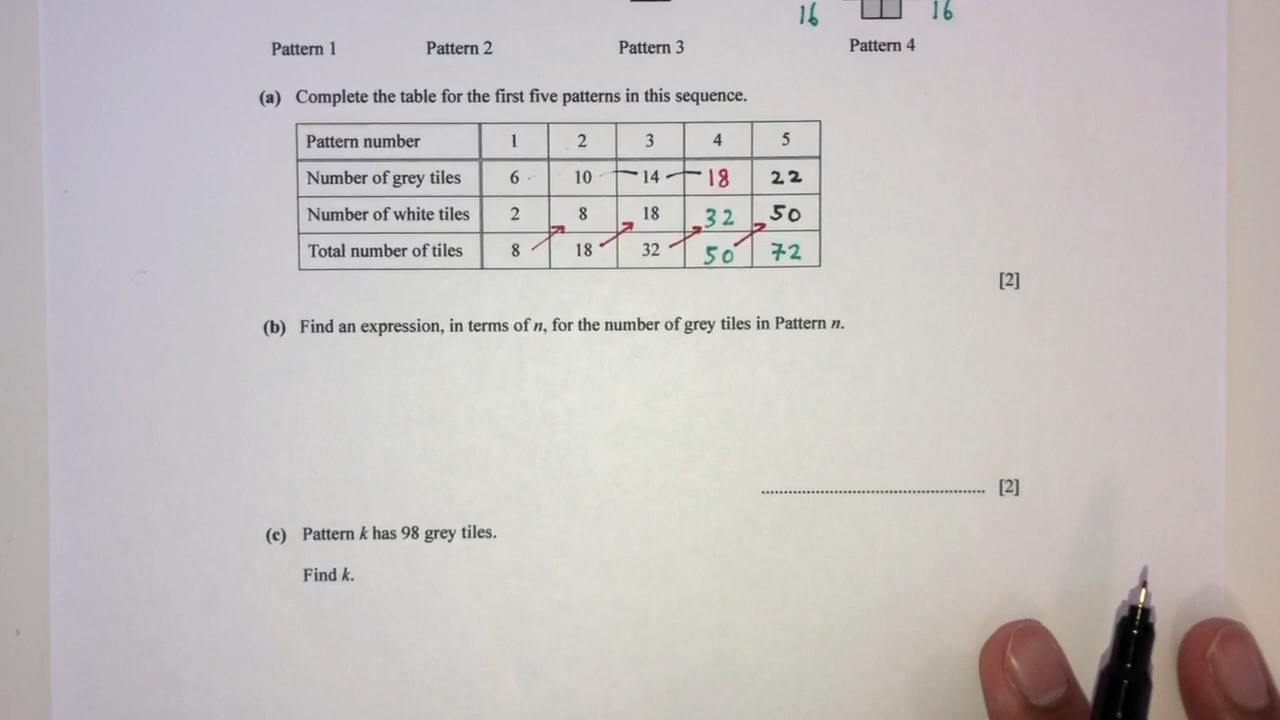 16 16
Pattern 1 Pattern 2 Pattern 3 Pattern 4
(a) Complete the table for the first five patterns in this sequence.
Pattern number 1 2 3 4 5
Number of grey tiles 6 10 14 18 22
Number of white tiles 2 8 18 32 50
Total number of tiles 8 18 32 50 72
[2]
(b) Find an expression, in terms of n, for the number of grey tiles in Pattern n.
................................................ [2]
(c) Pattern k has 98 grey tiles.
Find k.